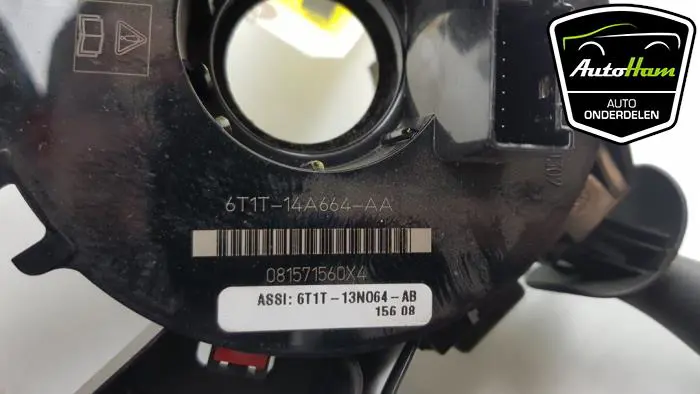 AutoHam
AUTO
ONDERDELEN
6T1T-14A664-AA
081571560X4
ASSI: 6T1T-13N064-AB
156 08